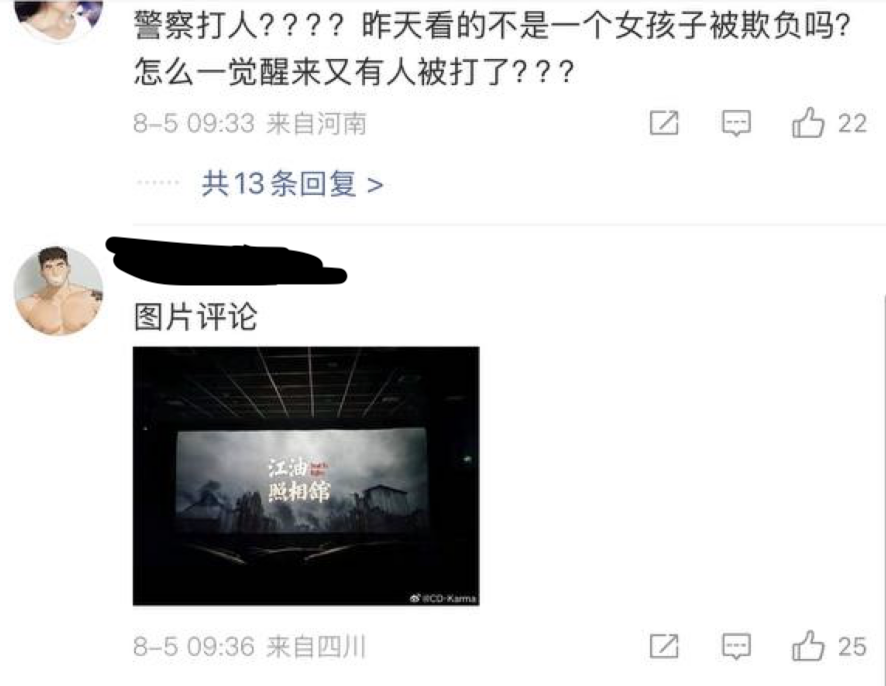 警察打人???? 昨天看的不是一个女孩子被欺负吗?
怎么一觉醒来又有人被打了???
8-5 09:33 来自河南
22
共13条回复 >
图片评论
江油
照相馆
@CD-Karma
8-5 09:36 来自四川
25